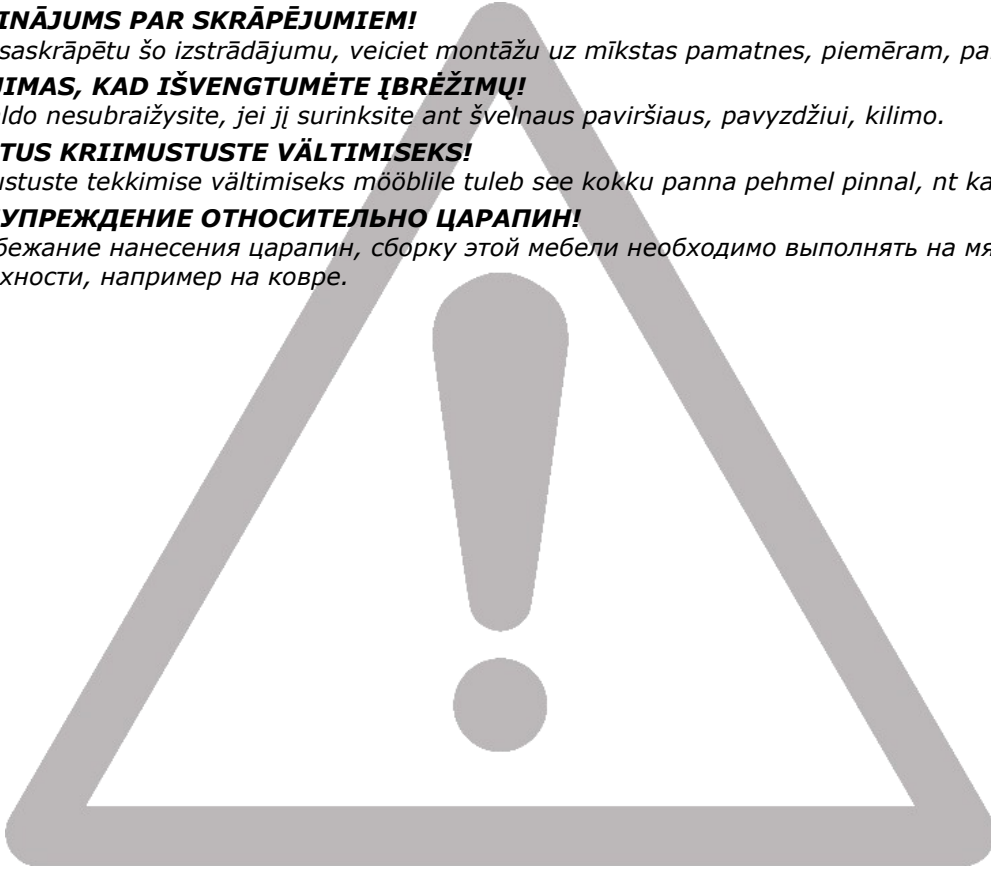 INĀJUMS PAR SKRĀPĒJUMIEM!
saskrāpētu šo izstrādājumu, veiciet montāžu uz mīkstas pamatnes, piemēram, pa
IMAS, KAD IŠVENGTUMĖTE ĮBRĖŽIMŲ!
ldo nesubraižysite, jei jį surinksite ant švelnaus paviršiaus, pavyzdžiui, kilimo.
TUS KRIIMUSTUSTE VÄLTIMISEKS!
ustuste tekkimise vältimiseks mööblile tuleb see kokku panna pehmel pinnal, nt ka
УПРЕЖДЕНИЕ ОТНОСИТЕЛЬНО ЦАРАПИН!
бежание нанесения царапин, сборку этой мебели необходимо выполнять на мя
хности, например на ковре.